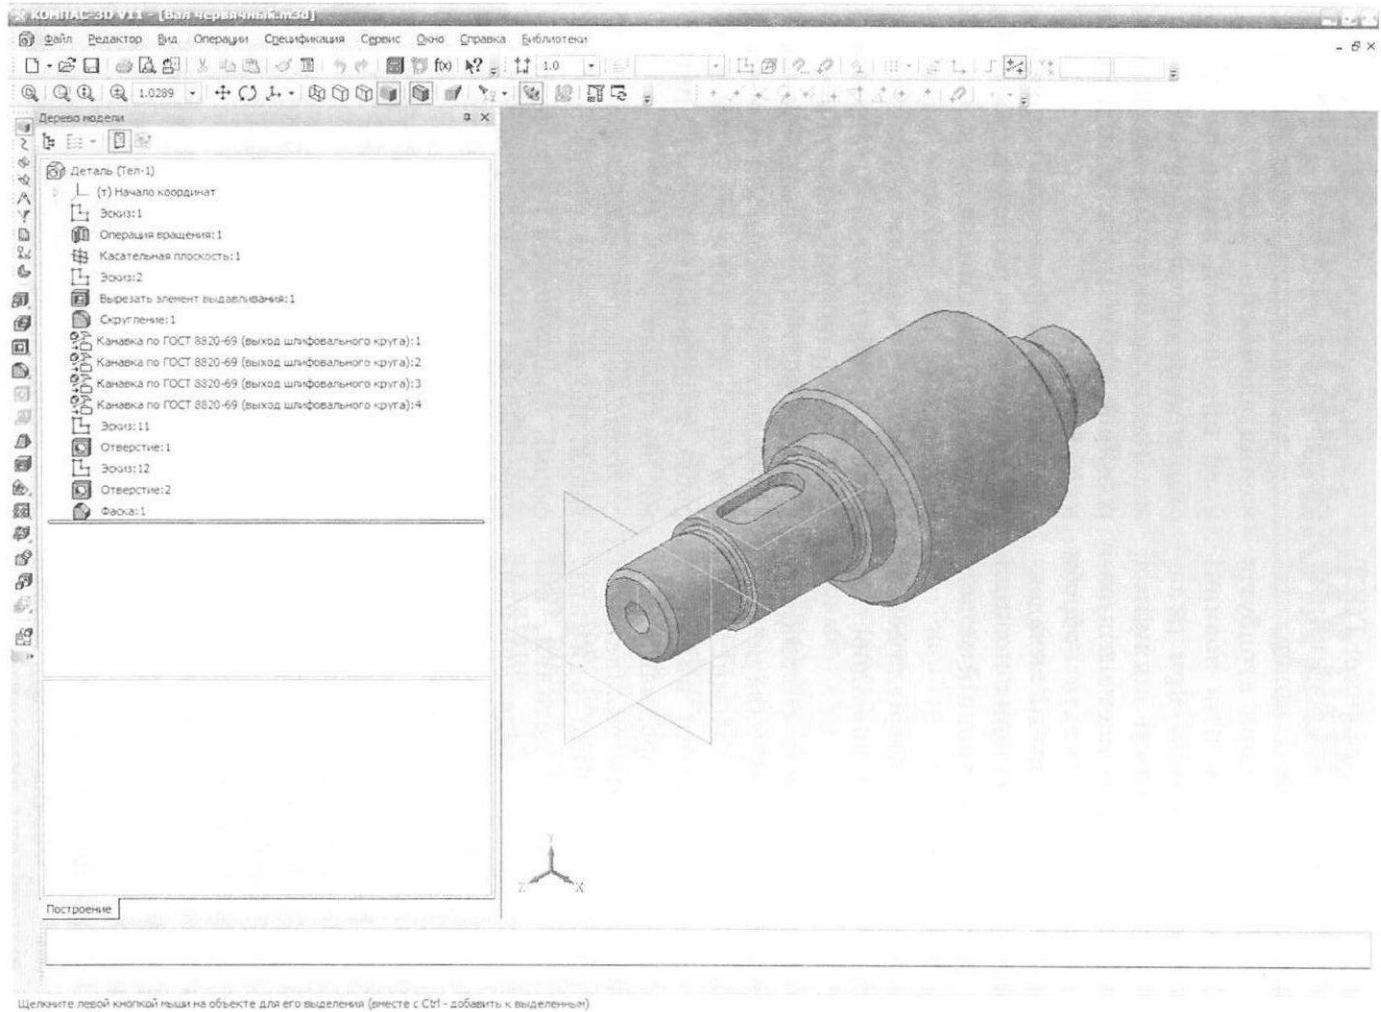 КОМПАС-3D V11 - [Вал червячный.m3d]
Файл Редактор Вид Операции Спецификация Сервис Окно Справка Библиотеки
f(x) 1.0
1.0289
Дерево модели
Деталь (Тел-1)
(т) Начало координат
Эскиз:1
Операция вращения:1
Касательная плоскость:1
Эскиз:2
Вырезать элемент выдавливания:1
Скругление:1
Канавка по ГОСТ 8820-69 (выход шлифовального круга):1
Канавка по ГОСТ 8820-69 (выход шлифовального круга):2
Канавка по ГОСТ 8820-69 (выход шлифовального круга):3
Канавка по ГОСТ 8820-69 (выход шлифовального круга):4
Эскиз:11
Отверстие:1
Эскиз:12
Отверстие:2
Фаска:1
Y
Z X
Построение
Щелкните левой кнопкой мыши на объекте для его выделения (вместе с Ctrl - добавить к выделенным)